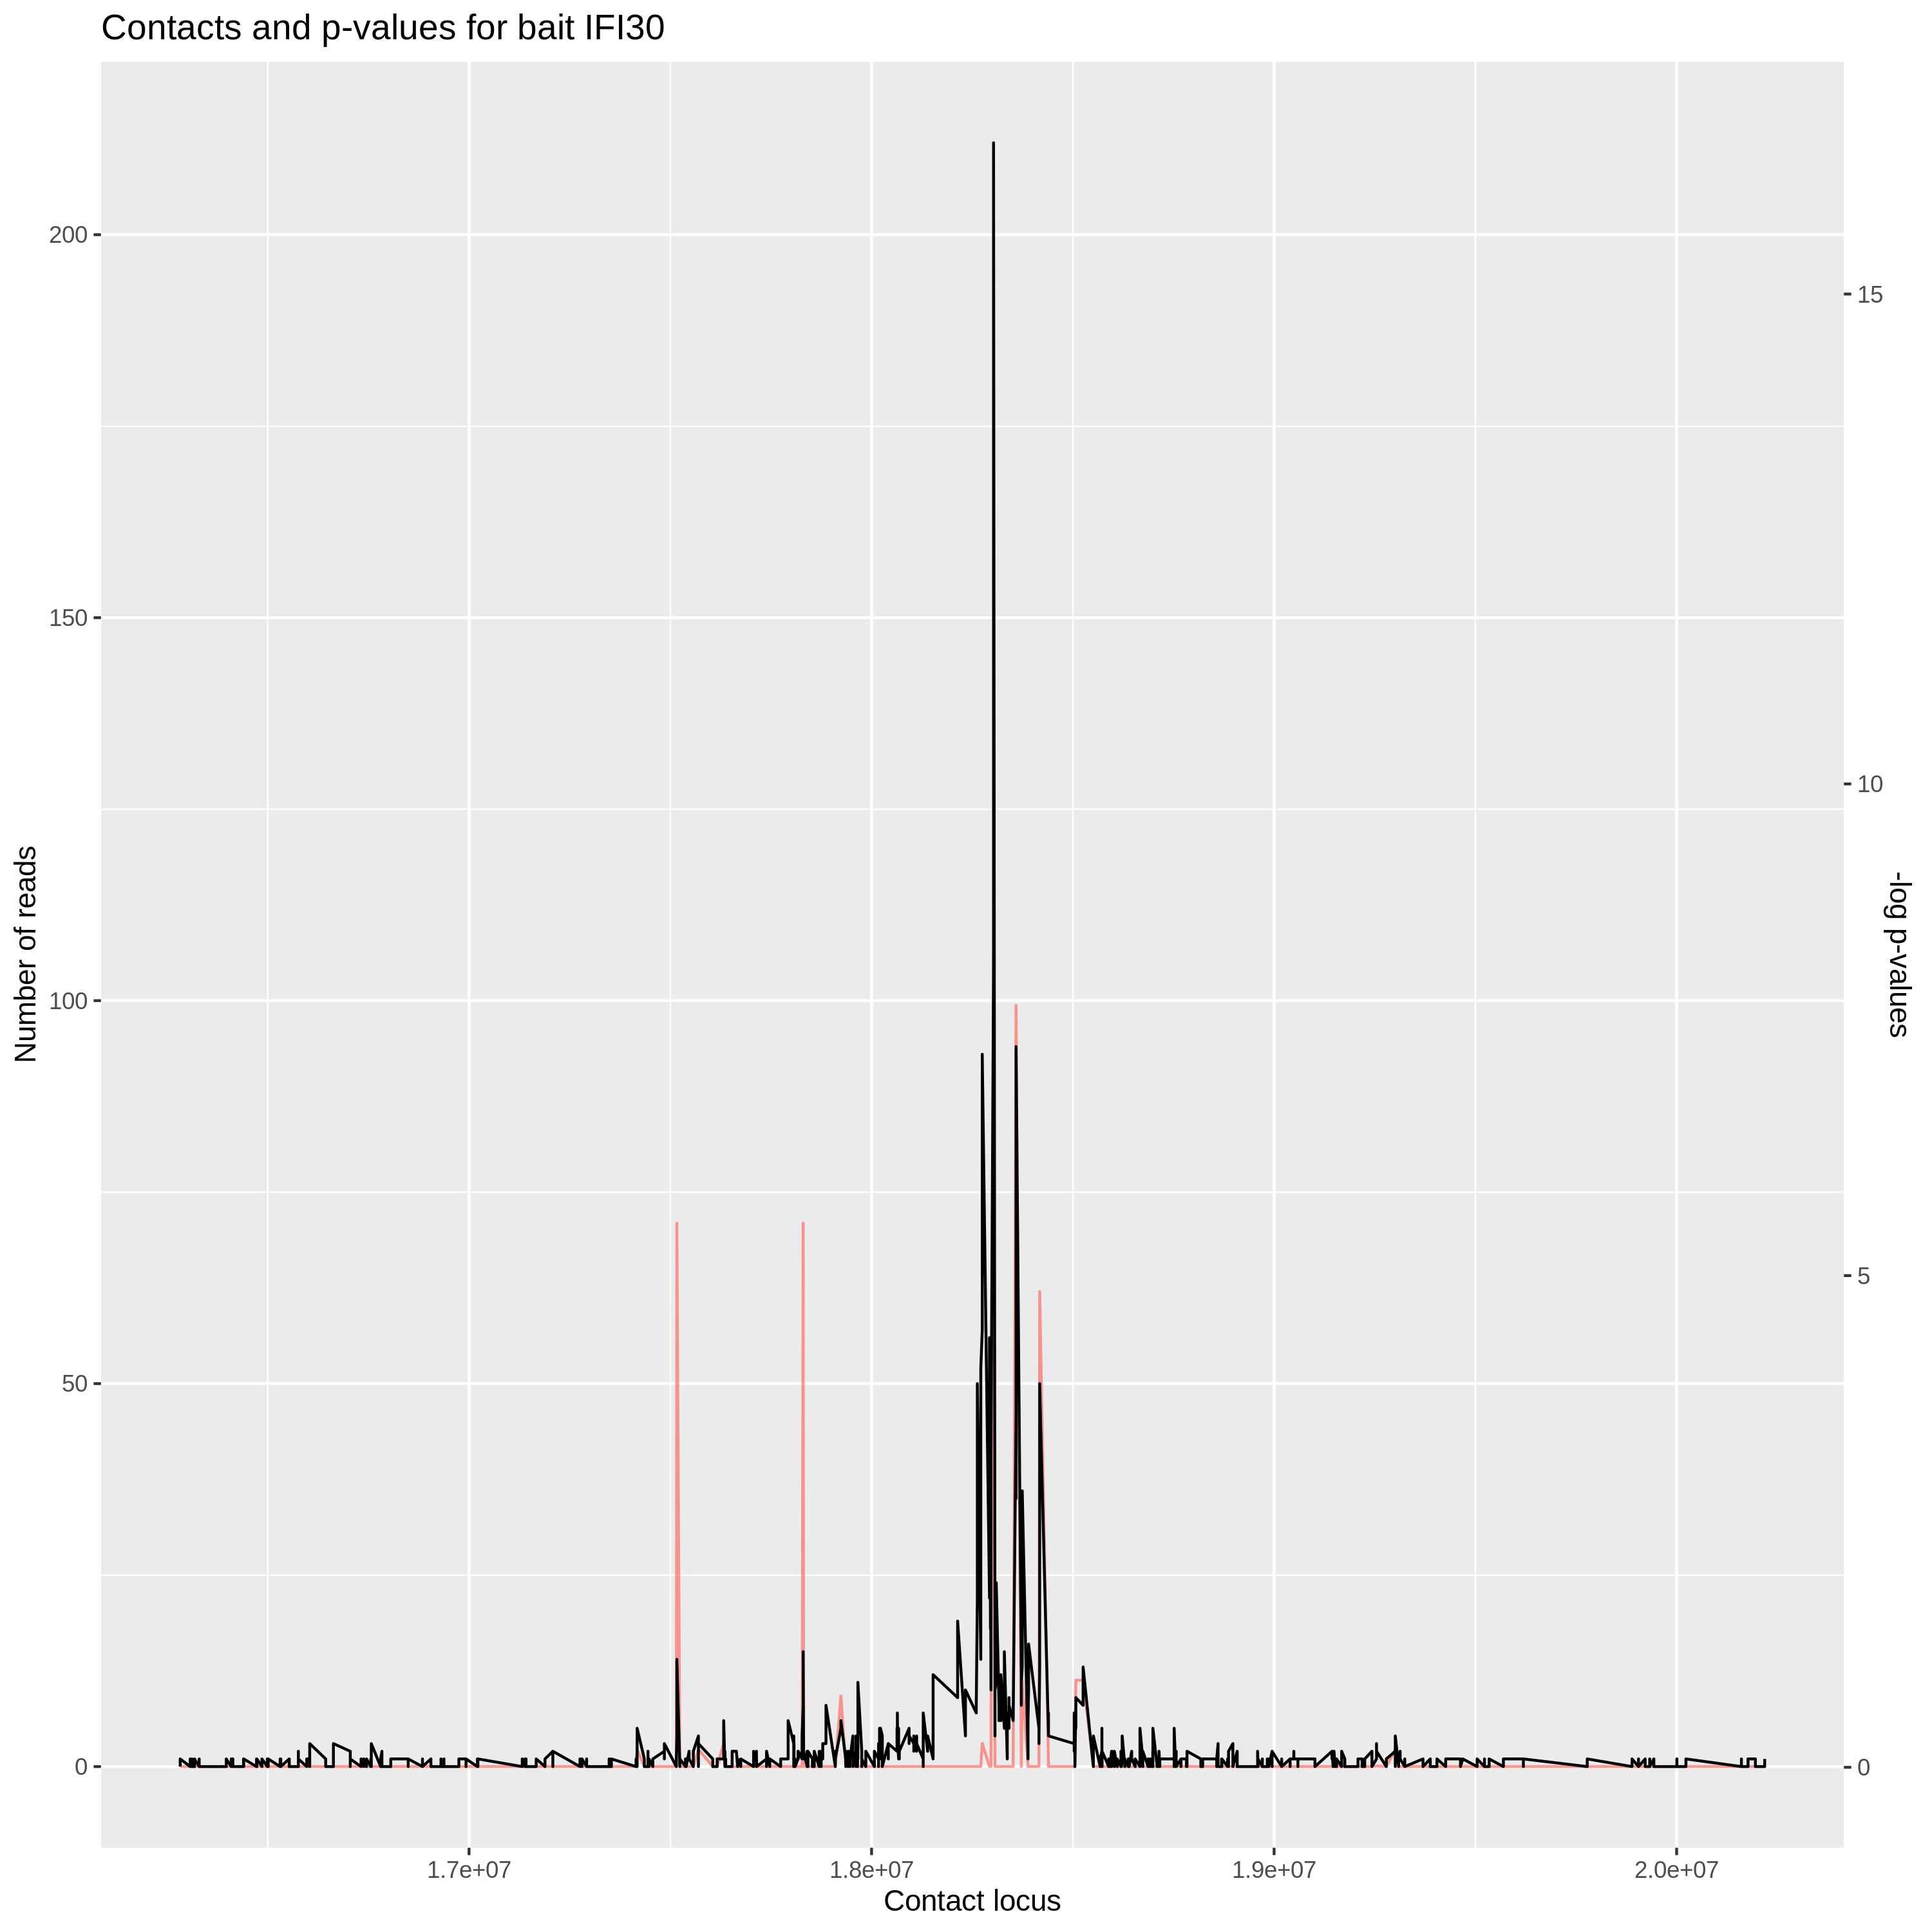 Contacts and p-values for bait IFI30
200
150
100
50
0
Number of reads
15
10
5
0
-log p-values
1.7e+07
1.8e+07
1.9e+07
2.0e+07
Contact locus